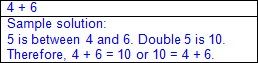 4 + 6
Sample solution:
5 is between 4 and 6. Double 5 is 10.
Therefore, 4 + 6 = 10 or 10 = 4 + 6.